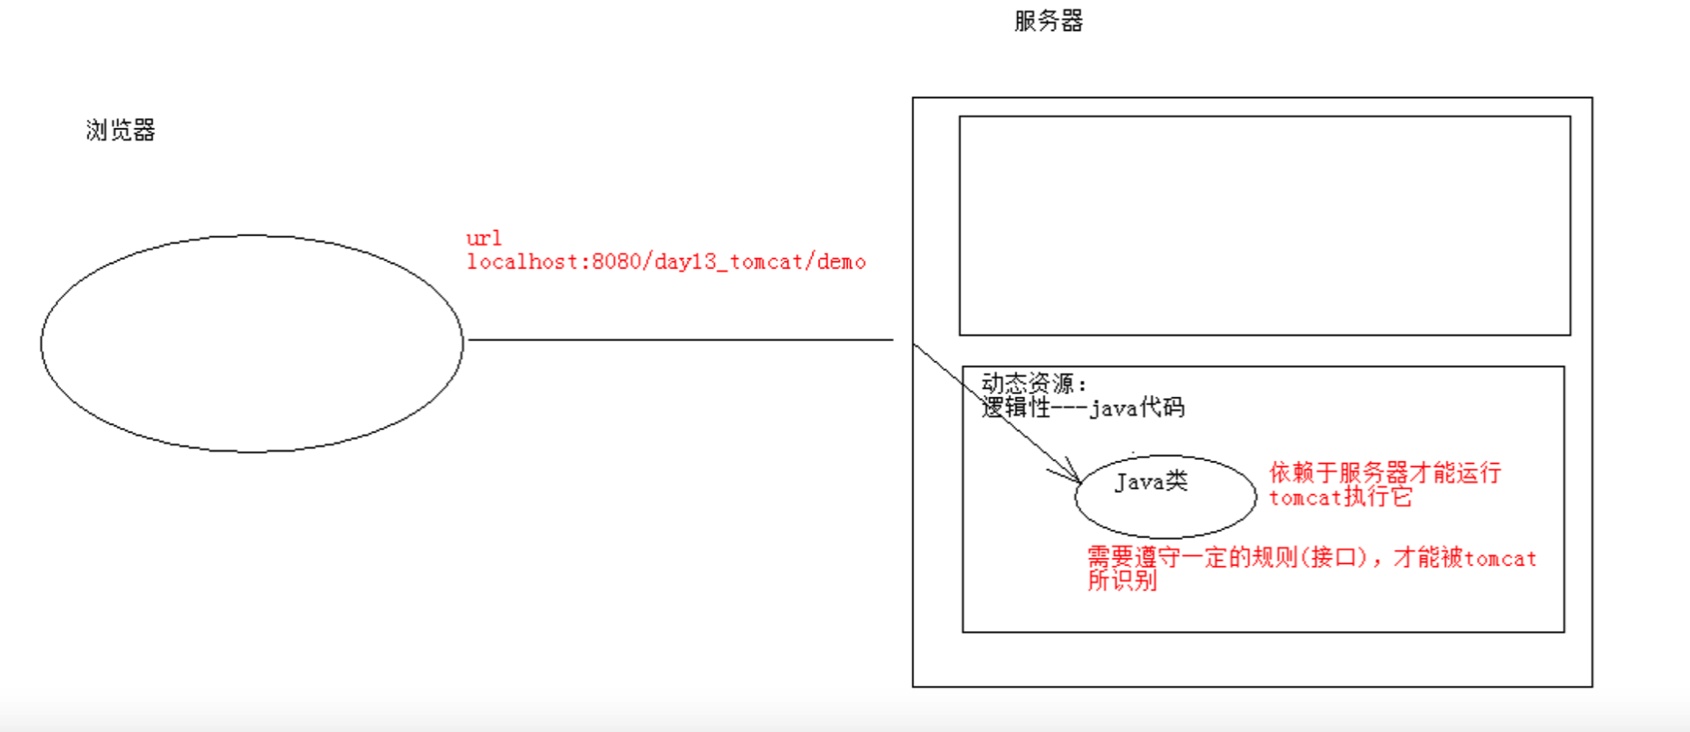 服务器
浏览器
url
localhost:8080/day13_tomcat/demo
动态资源：
逻辑性---java代码
Java类
依赖于服务器才能运行
tomcat执行它
需要遵守一定的规则(接口)，才能被tomcat
所识别